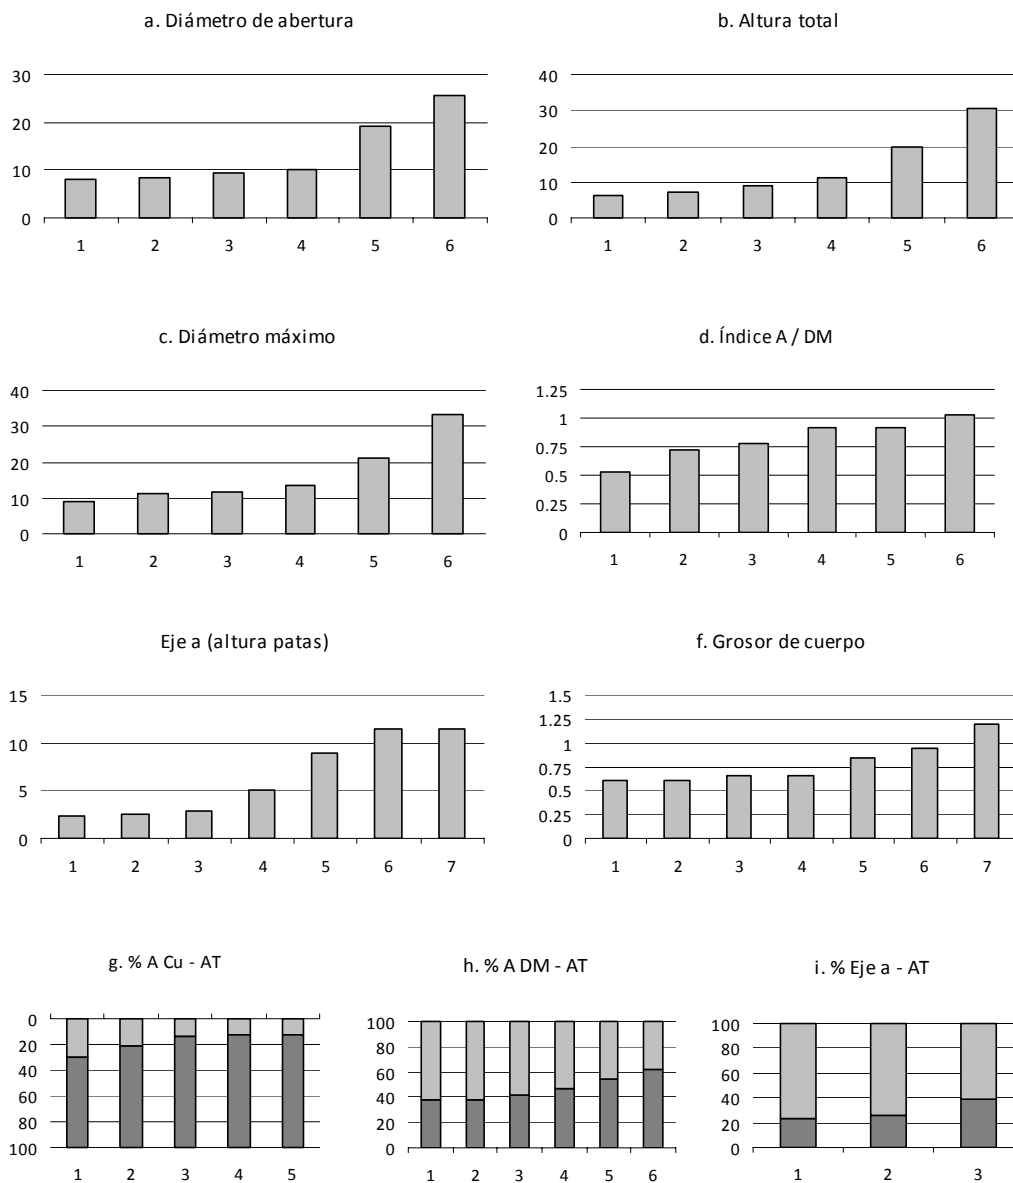 a. Diámetro de abertura
30
20
10
0
1 2 3 4 5 6
b. Altura total
40
30
20
10
0
1 2 3 4 5 6
c. Diámetro máximo
40
30
20
10
0
1 2 3 4 5 6
d. Índice A / DM
1.25
1
0.75
0.5
0.25
0
1 2 3 4 5 6
Eje a (altura patas)
15
10
5
0
1 2 3 4 5 6 7
f. Grosor de cuerpo
1.5
1.25
1
0.75
0.5
0.25
0
1 2 3 4 5 6 7
g. % A Cu - AT
0
20
40
60
80
100
1 2 3 4 5
h. % A DM - AT
100
80
60
40
20
0
1 2 3 4 5 6
i. % Eje a - AT
100
80
60
40
20
0
1 2 3